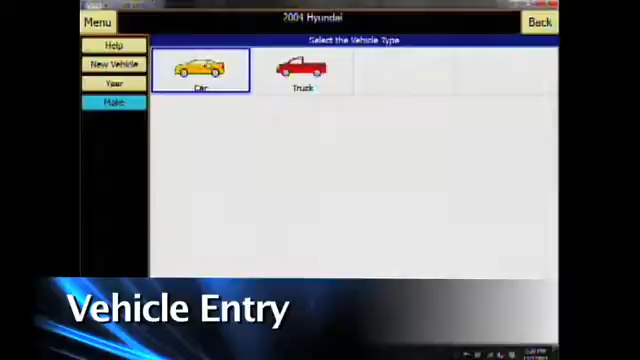 Menu
2004 Hyundai
Back
Select the Vehicle Type
Help
New Vehicle
Year
Make
Car
Truck
Vehicle Entry